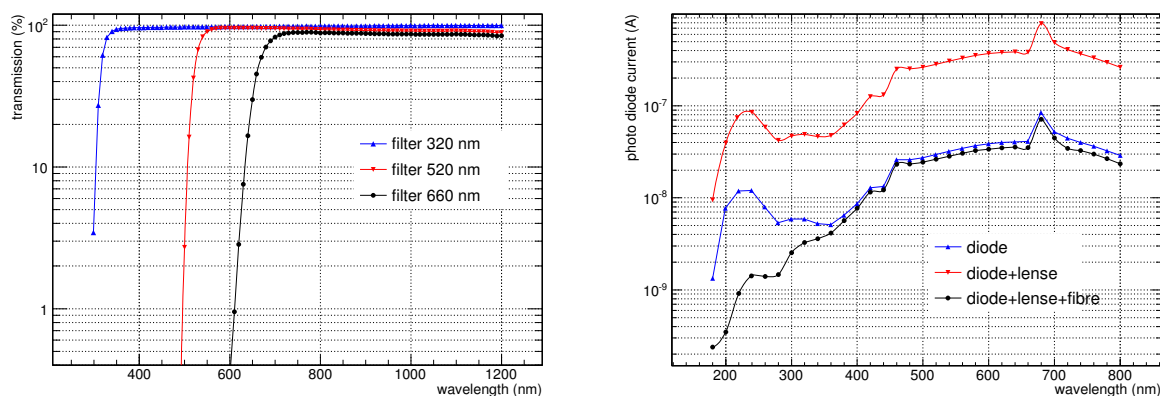 transmission (%)
10²
10
1
filter 320 nm
filter 520 nm
filter 660 nm
400 600 800 1000 1200
wavelength (nm)
photo diode current (A)
10⁻⁷
10⁻⁸
10⁻⁹
diode
diode+lense
diode+lense+fibre
200 300 400 500 600 700 800
wavelength (nm)